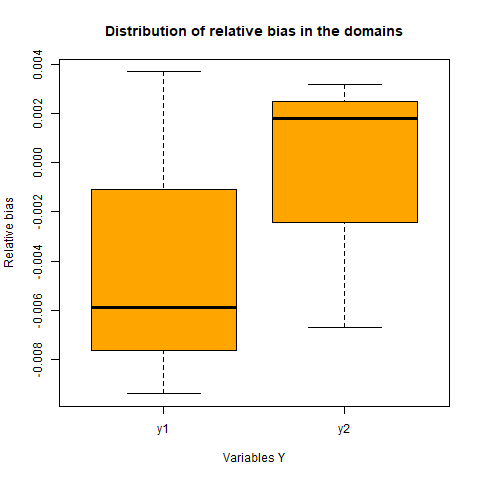 Distribution of relative bias in the domains
Relative bias
0.004
0.002
0.000
-0.002
-0.004
-0.006
-0.008
y1
y2
Variables Y